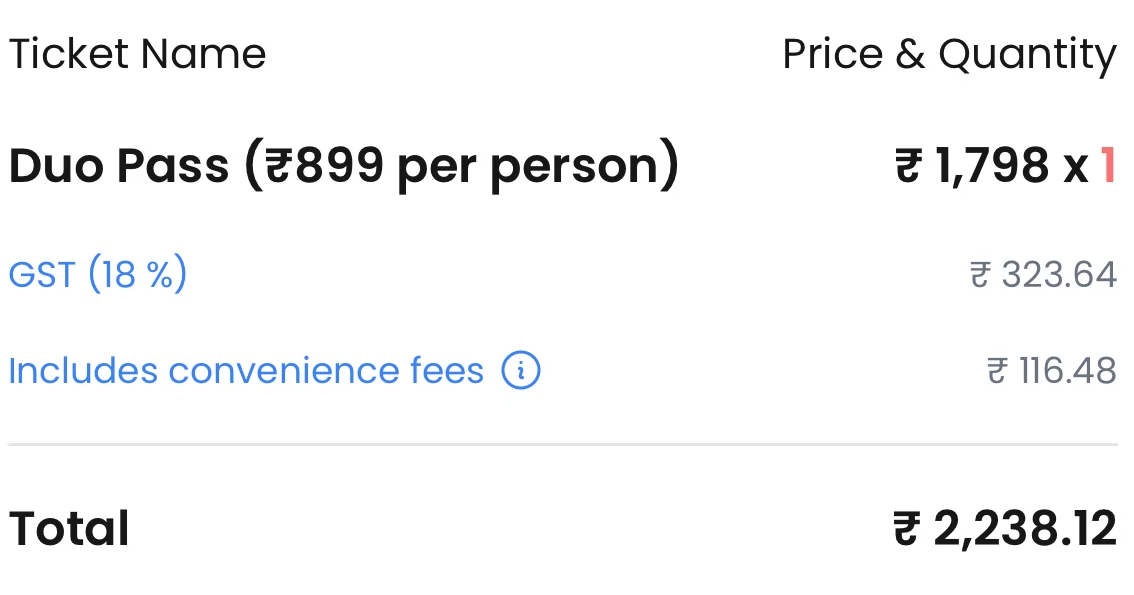 Ticket Name Price & Quantity
Duo Pass (₹899 per person) ₹ 1,798 x 1
GST (18 %) ₹ 323.64
Includes convenience fees i ₹ 116.48
Total ₹ 2,238.12